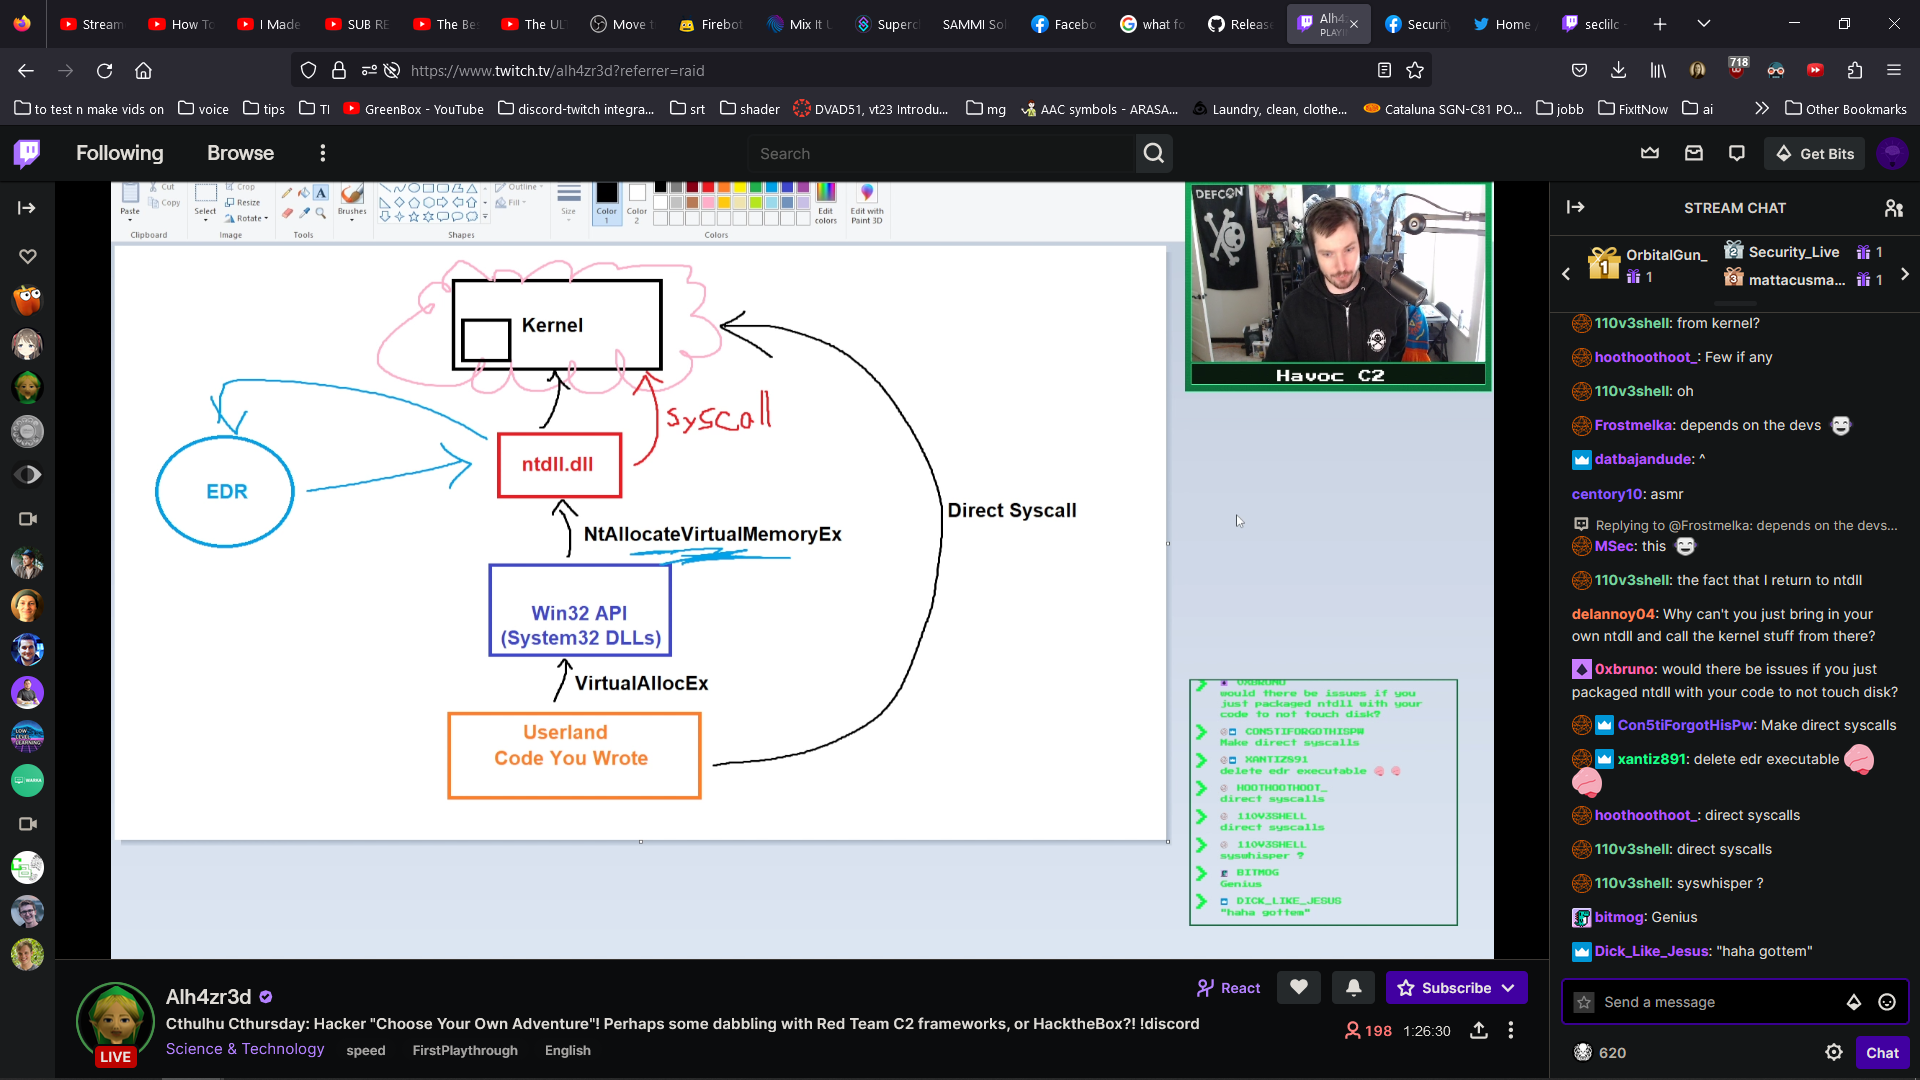 Stream
How To
I Made
SUB RE
The Be
The UL
Move t
Firebot
Mix It U
Superc
SAMMI So
Facebo
what fo
Release
Alh4z
PLAYI
Securit
Home
seclilc
https://www.twitch.tv/alh4zr3d?referrer=raid
718
to test n make vids on
voice
tips
TI
GreenBox - YouTube
discord-twitch integra...
srt
shader
DVAD51, vt23 Introdu...
mg
AAC symbols - ARASA...
Laundry, clean, clothe...
Cataluna SGN-C81 PO...
jobb
FixItNow
ai
Other Bookmarks
Following
Browse
Search
Get Bits
Paste
Cut
Copy
Clipboard
Select
Crop
Resize
Rotate
Image
A
Tools
Brushes
Outline
Fill
Shapes
Size
Color
1
Color
2
Edit
colors
Colors
Edit with
Paint 3D
Kernel
syscall
ntdll.dll
EDR
NtAllocateVirtualMemoryEx
Direct Syscall
Win32 API
(System32 DLLs)
VirtualAllocEx
Userland
Code You Wrote
DEFCON
Havoc C2
0XBRUNO
would there be issues if you
just packaged ntdll with your
code to not touch disk?
CON5TIFORGOTHISPW
Make direct syscalls
XANTIZ891
delete edr executable
HOOTHOOTHOOT_
direct syscalls
110V3SHELL
direct syscalls
110V3SHELL
syswhisper ?
BITMOG
Genius
DICK_LIKE_JESUS
"haha gottem"
STREAM CHAT
1
OrbitalGun_
1
2
Security_Live
1
3
mattacusma...
1
110v3shell: from kernel?
hoothoothoot_: Few if any
110v3shell: oh
Frostmelka: depends on the devs
datbajandude: ^
centory10: asmr
Replying to @Frostmelka: depends on the devs...
MSec: this
110v3shell: the fact that I return to ntdll
delannoy04: Why can't you just bring in your
own ntdll and call the kernel stuff from there?
0xbruno: would there be issues if you just
packaged ntdll with your code to not touch disk?
Con5tiForgotHisPw: Make direct syscalls
xantiz891: delete edr executable
hoothoothoot_: direct syscalls
110v3shell: direct syscalls
110v3shell: syswhisper ?
bitmog: Genius
Dick_Like_Jesus: "haha gottem"
Send a message
620
Chat
LIVE
Alh4zr3d
Cthulhu Cthursday: Hacker "Choose Your Own Adventure"! Perhaps some dabbling with Red Team C2 frameworks, or HacktheBox?! !discord
Science & Technology
speed
FirstPlaythrough
English
React
Subscribe
198
1:26:30